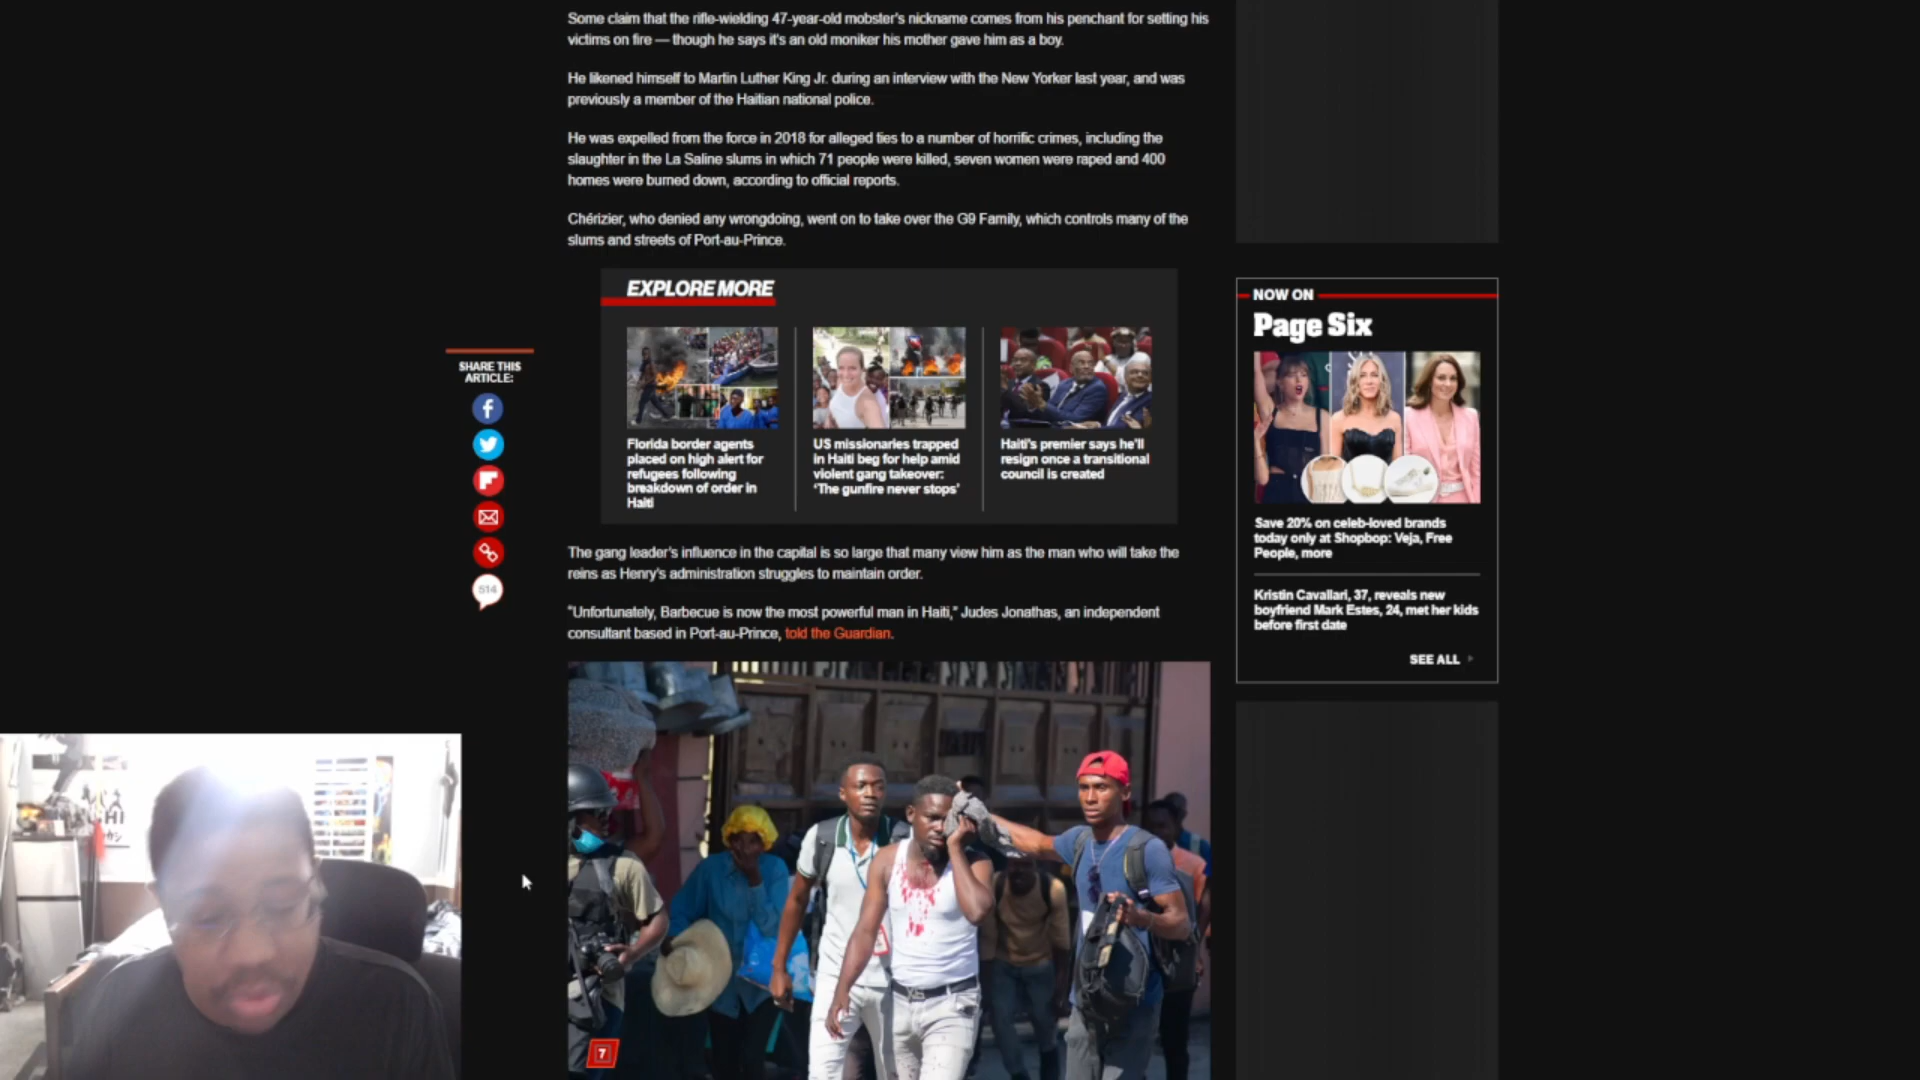 Some claim that the rifle-wielding 47-year-old mobster's nickname comes from his penchant for setting his
victims on fire — though he says it's an old moniker his mother gave him as a boy.
He likened himself to Martin Luther King Jr. during an interview with the New Yorker last year, and was
previously a member of the Haitian national police.
He was expelled from the force in 2018 for alleged ties to a number of horrific crimes, including the
slaughter in the La Saline slums in which 71 people were killed, seven women were raped and 400
homes were burned down, according to official reports.
Chérizier, who denied any wrongdoing, went on to take over the G9 Family, which controls many of the
slums and streets of Port-au-Prince.
EXPLORE MORE
Florida border agents
placed on high alert for
refugees following
breakdown of order in
Haiti
US missionaries trapped
in Haiti beg for help amid
violent gang takeover:
'The gunfire never stops'
Haiti's premier says he'll
resign once a transitional
council is created
SHARE THIS
ARTICLE:
514
The gang leader's influence in the capital is so large that many view him as the man who will take the
reins as Henry's administration struggles to maintain order.
"Unfortunately, Barbecue is now the most powerful man in Haiti," Judes Jonathas, an independent
consultant based in Port-au-Prince, told the Guardian.
7
NOW ON
Page Six
Save 20% on celeb-loved brands
today only at Shopbop: Veja, Free
People, more
Kristin Cavallari, 37, reveals new
boyfriend Mark Estes, 24, met her kids
before first date
SEE ALL